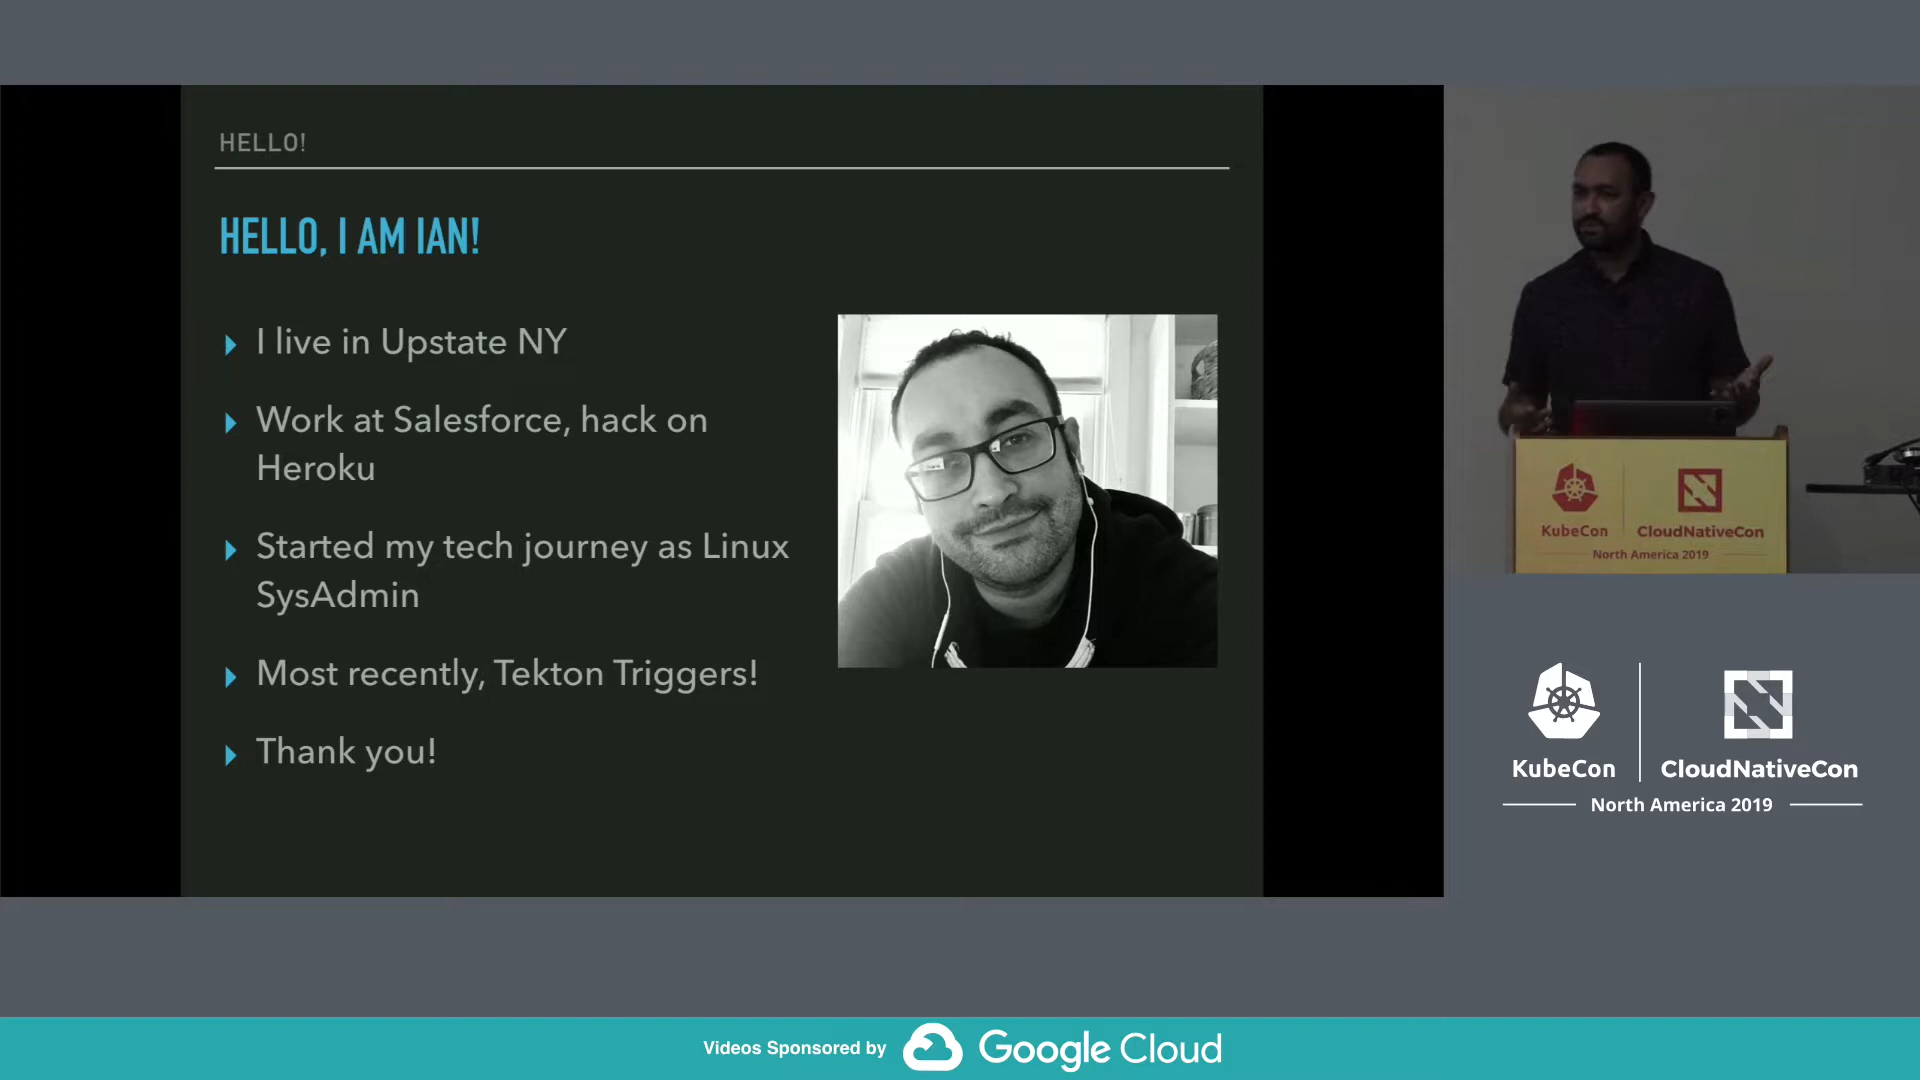 HELLO!
HELLO, I AM IAN!
I live in Upstate NY
Work at Salesforce, hack on
Heroku
Started my tech journey as Linux
SysAdmin
Most recently, Tekton Triggers!
Thank you!
KubeCon
CloudNativeCon
North America 2019
KubeCon
CloudNativeCon
North America 2019
Videos Sponsored by
Google Cloud